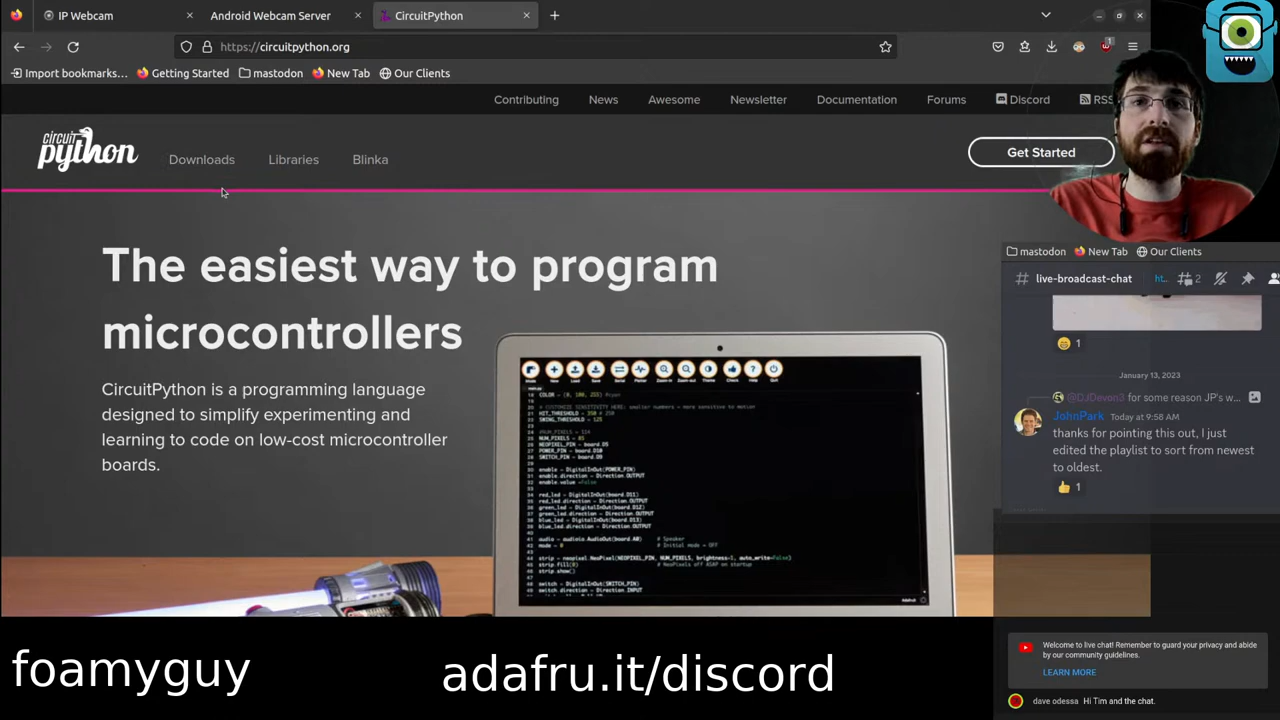 IP Webcam
Android Webcam Server
CircuitPython
https://circuitpython.org
1
Import bookmarks...
Getting Started
mastodon
New Tab
Our Clients
Contributing
News
Awesome
Newsletter
Documentation
Forums
Discord
RSS
circuit
python
Downloads
Libraries
Blinka
Get Started
The easiest way to program
microcontrollers
CircuitPython is a programming language
designed to simplify experimenting and
learning to code on low-cost microcontroller
boards.
mastodon
New Tab
Our Clients
live-broadcast-chat
ht...
2
1
January 13, 2023
@DJDevon3 for some reason JP's w...
JohnPark Today at 9:58 AM
thanks for pointing this out, I just
edited the playlist to sort from newest
to oldest.
1
Welcome to live chat! Remember to guard your privacy and abide
by our community guidelines.
LEARN MORE
dave odessa Hi Tim and the chat.
foamyguy
adafru.it/discord